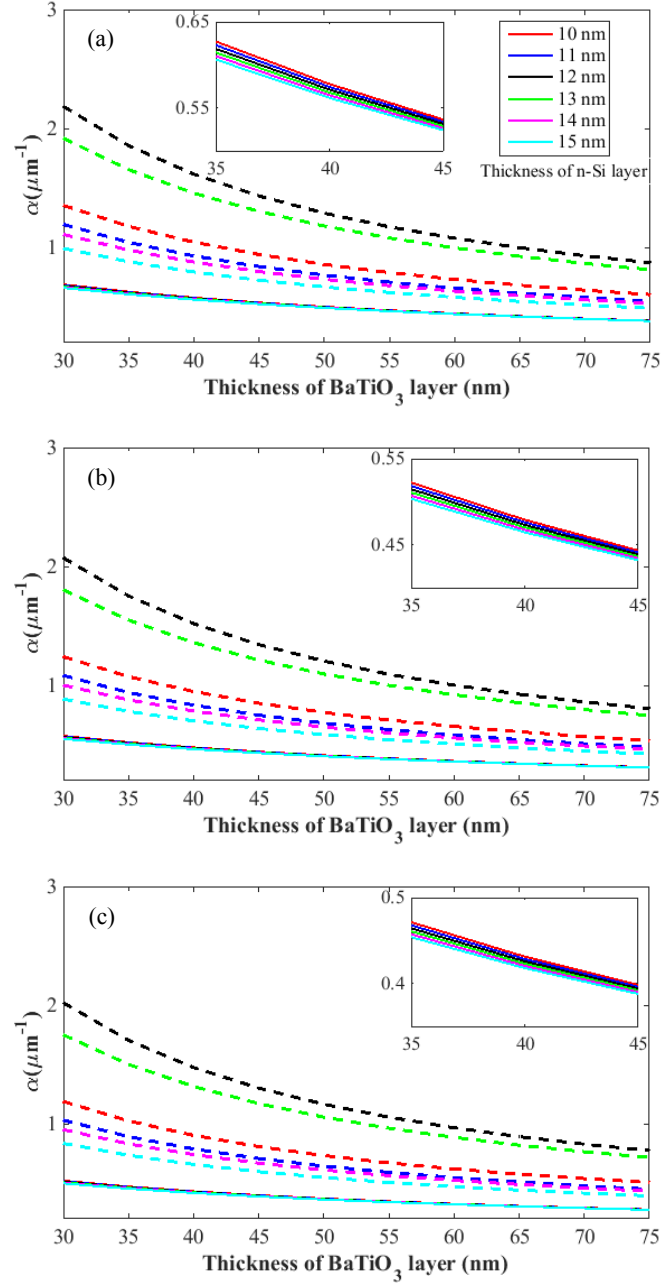 (a)
0.65
0.55
35
40
45
10 nm
11 nm
12 nm
13 nm
14 nm
15 nm
Thickness of n-Si layer
3
2
1
α(μm⁻¹)
30 35 40 45 50 55 60 65 70 75
Thickness of BaTiO₃ layer (nm)
(b)
0.55
0.45
35
40
45
3
2
1
α(μm⁻¹)
30 35 40 45 50 55 60 65 70 75
Thickness of BaTiO₃ layer (nm)
(c)
0.5
0.4
35
40
45
3
2
1
α(μm⁻¹)
30 35 40 45 50 55 60 65 70 75
Thickness of BaTiO₃ layer (nm)